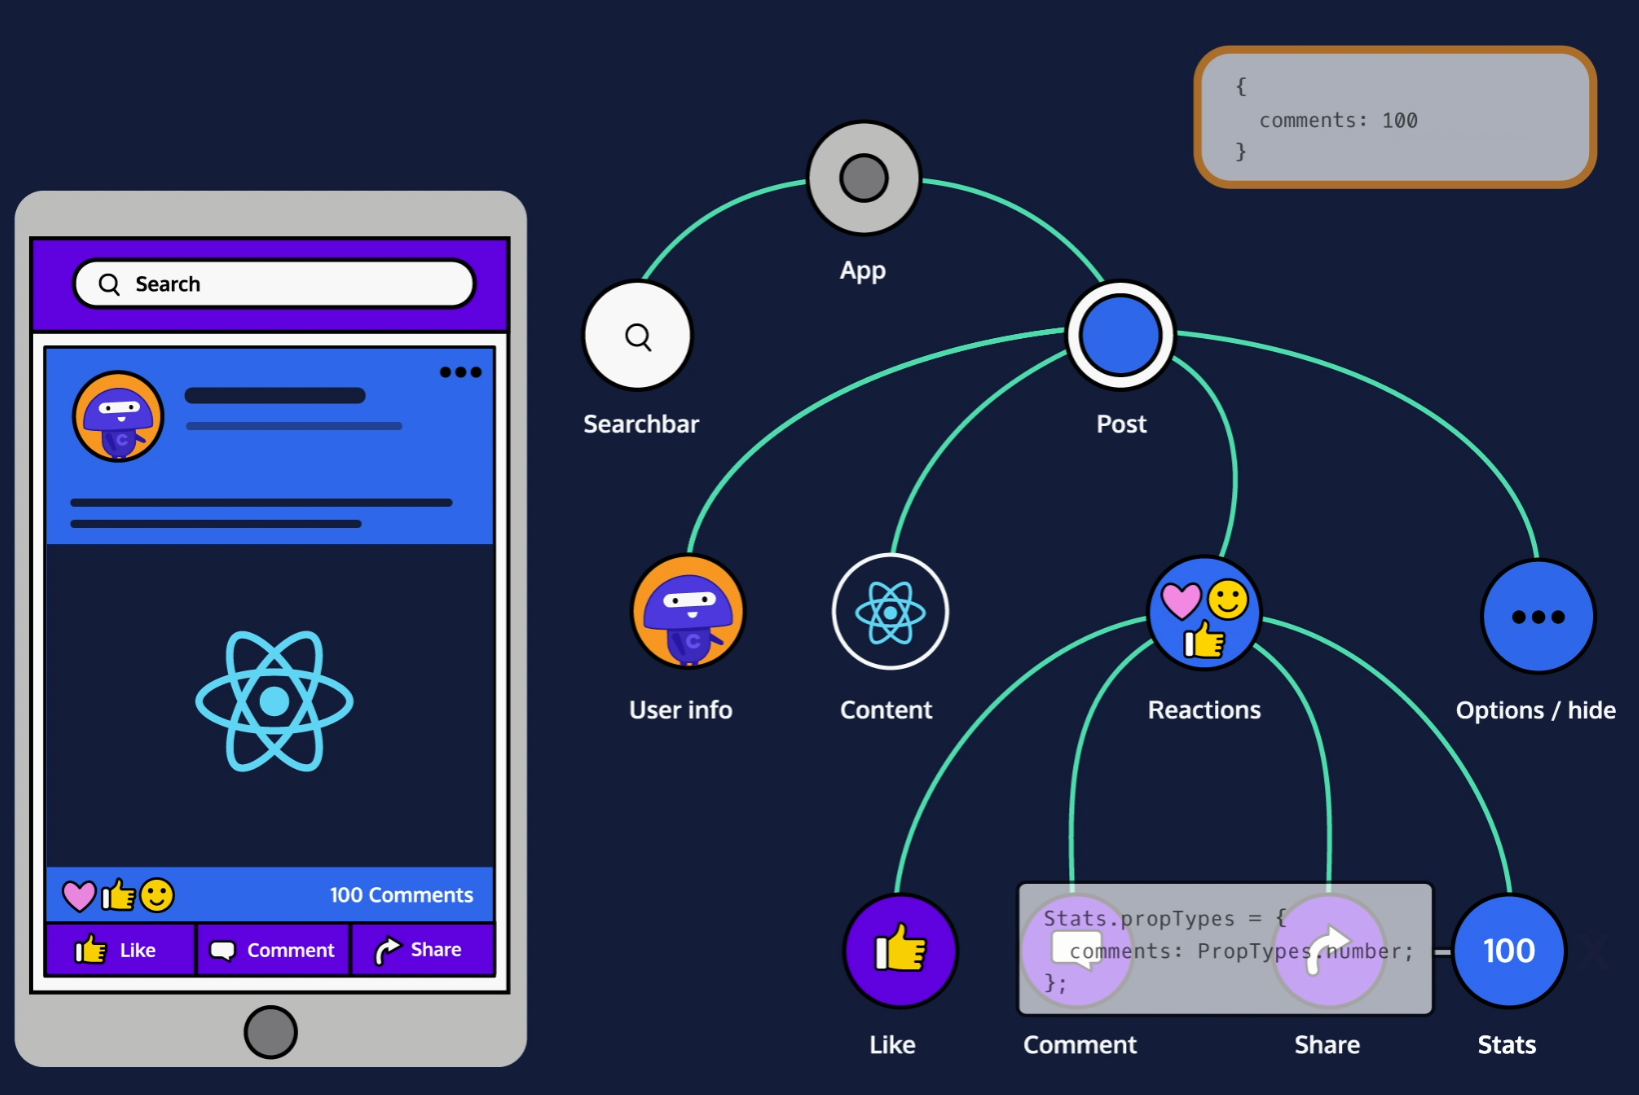 {
comments: 100
}
App
Search
Searchbar
Post
C
C
User info
Content
Reactions
Options / hide
100 Comments
Like
Comment
Share
Stats.propTypes = {
comments: PropTypes.number;
};
100
Like
Comment
Share
Stats